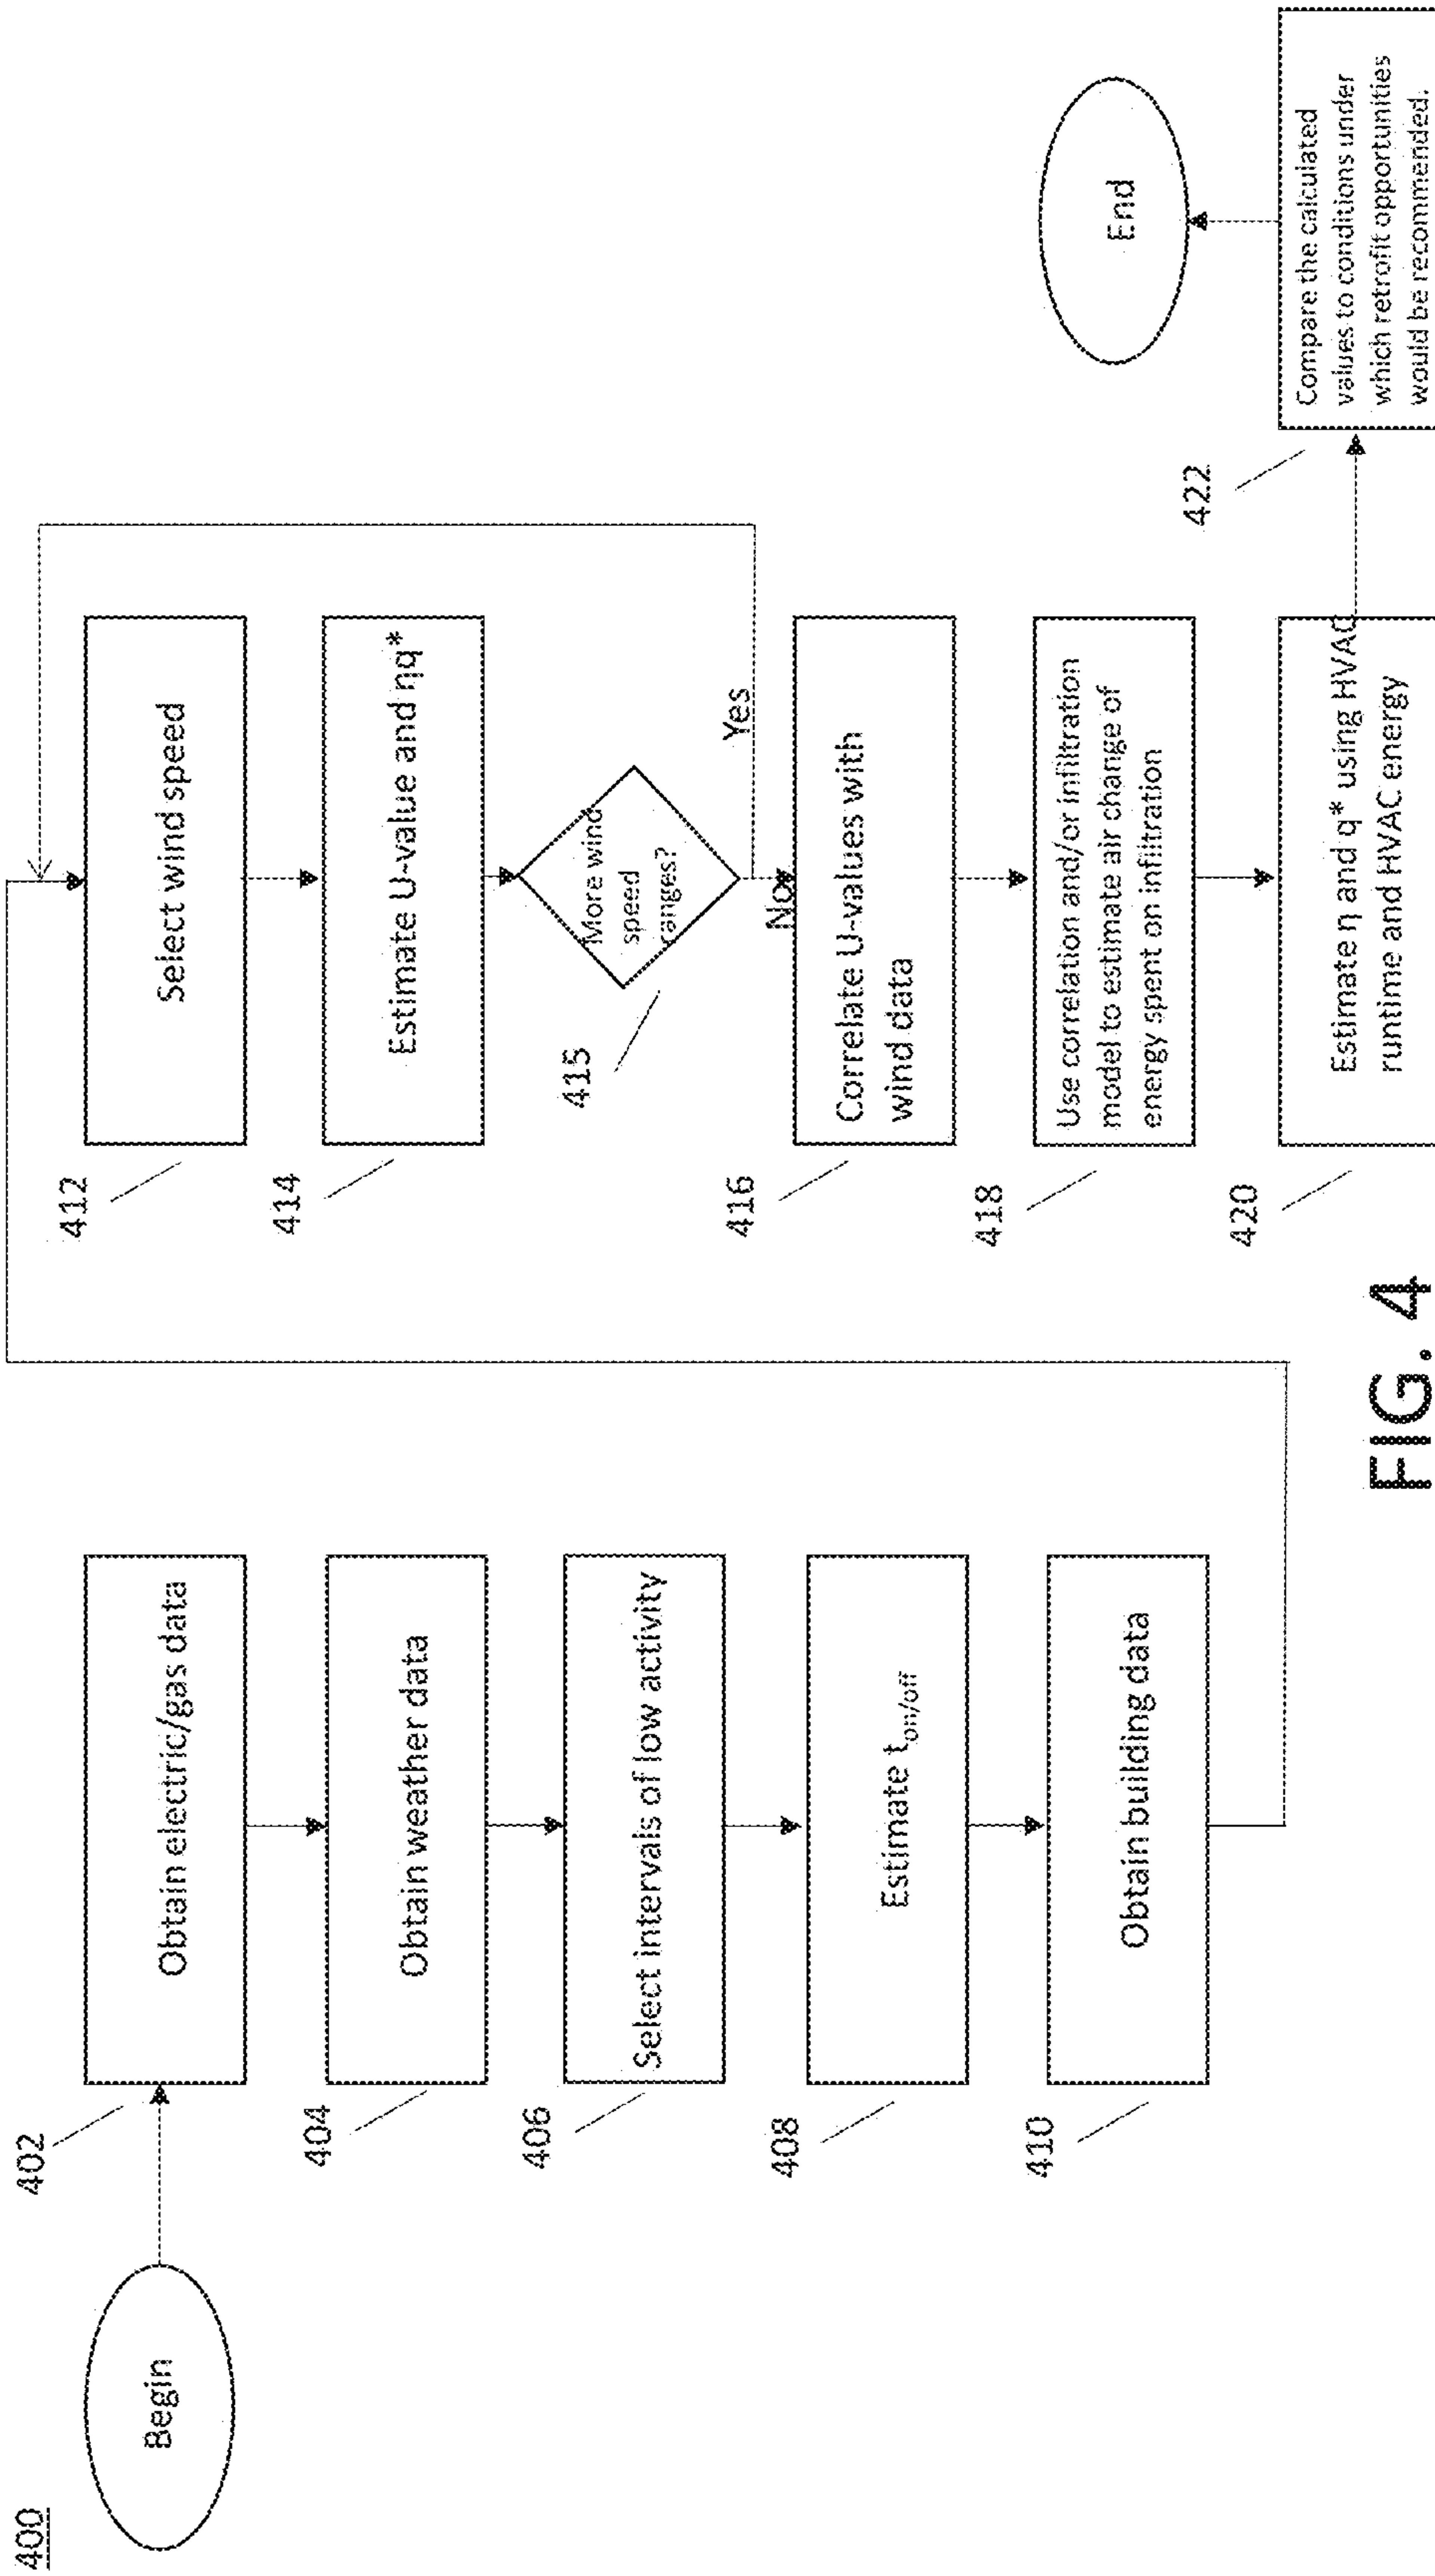 400
Begin
402
Obtain electric/gas data
404
Obtain weather data
406
Select intervals of low activity
408
Estimate t on/off
410
Obtain building data
412
Select wind speed
414
Estimate U-value and ηq*
415
More wind
speed
ranges?
Yes
No
416
Correlate U-values with
wind data
418
Use correlation and/or infiltration
model to estimate air change of
energy spent on infiltration
420
Estimate η and q* using HVAC
runtime and HVAC energy
422
Compare the calculated
values to conditions under
which retrofit opportunities
would be recommended.
End
FIG. 4